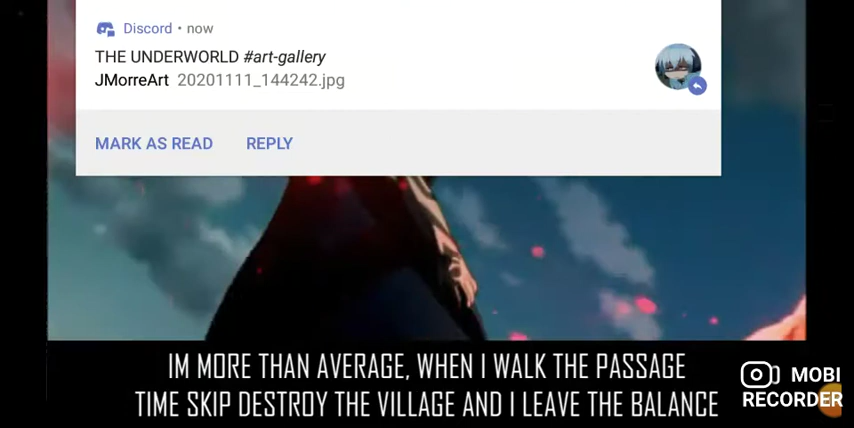 Discord • now
THE UNDERWORLD #art-gallery
JMorreArt 20201111_144242.jpg
MARK AS READ REPLY
IM MORE THAN AVERAGE, WHEN I WALK THE PASSAGE
TIME SKIP DESTROY THE VILLAGE AND I LEAVE THE BALANCE
MOBI
RECORDER